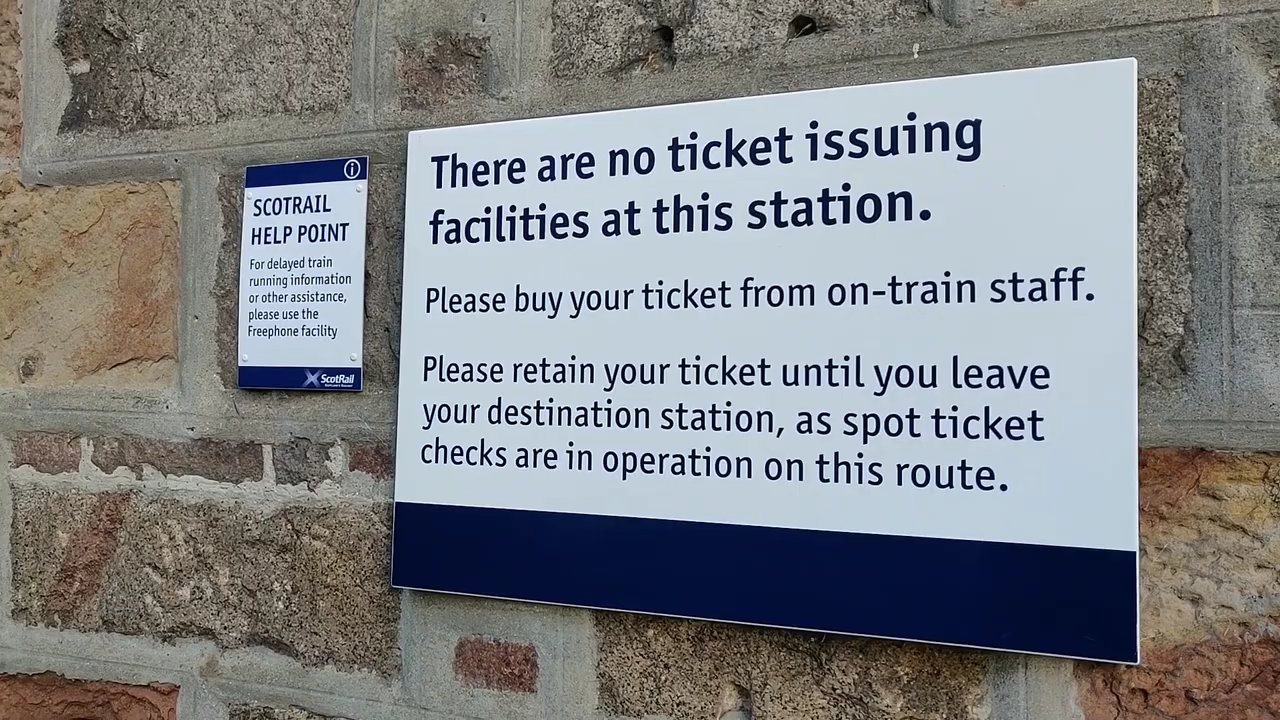 SCOTRAIL
HELP POINT
For delayed train
running information
or other assistance,
please use the
Freephone facility
ScotRail
There are no ticket issuing
facilities at this station.
Please buy your ticket from on-train staff.
Please retain your ticket until you leave
your destination station, as spot ticket
checks are in operation on this route.